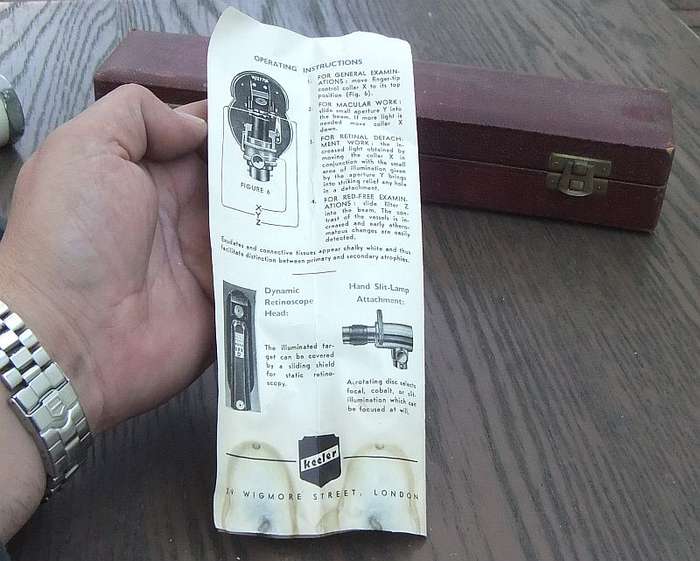 OPERATING INSTRUCTIONS
1. FOR GENERAL EXAMIN-
ATIONS: move finger-tip
control collar X to its top
position (Fig. 6).
2. FOR MACULAR WORK:
slide small aperture Y into
the beam. If more light is
needed move collar X
down.
3. FOR RETINAL DETACH-
MENT WORK: the in-
creased light obtained by
moving the collar X in
conjunction with the small
area of illumination given
by the aperture Y brings
into striking relief any hole
in a detachment.
4. FOR RED-FREE EXAMIN-
ATIONS: slide filter Z
into the beam. The con-
trast of the vessels is in-
creased and early athero-
matous changes are easily
detected.
FIGURE 6
X
Y
Z
Exudates and connective tissues appear chalky white and thus
facilitate distinction between primary and secondary atrophies.
Dynamic
Retinoscope
Head:
The illuminated tar-
get can be covered
by a sliding shield
for static retino-
scopy.
Hand Slit-Lamp
Attachment:
A rotating disc selects
focal, cobalt, or slit
illumination which can
be focused at will.
keeler
WIGMORE STREET, LONDON